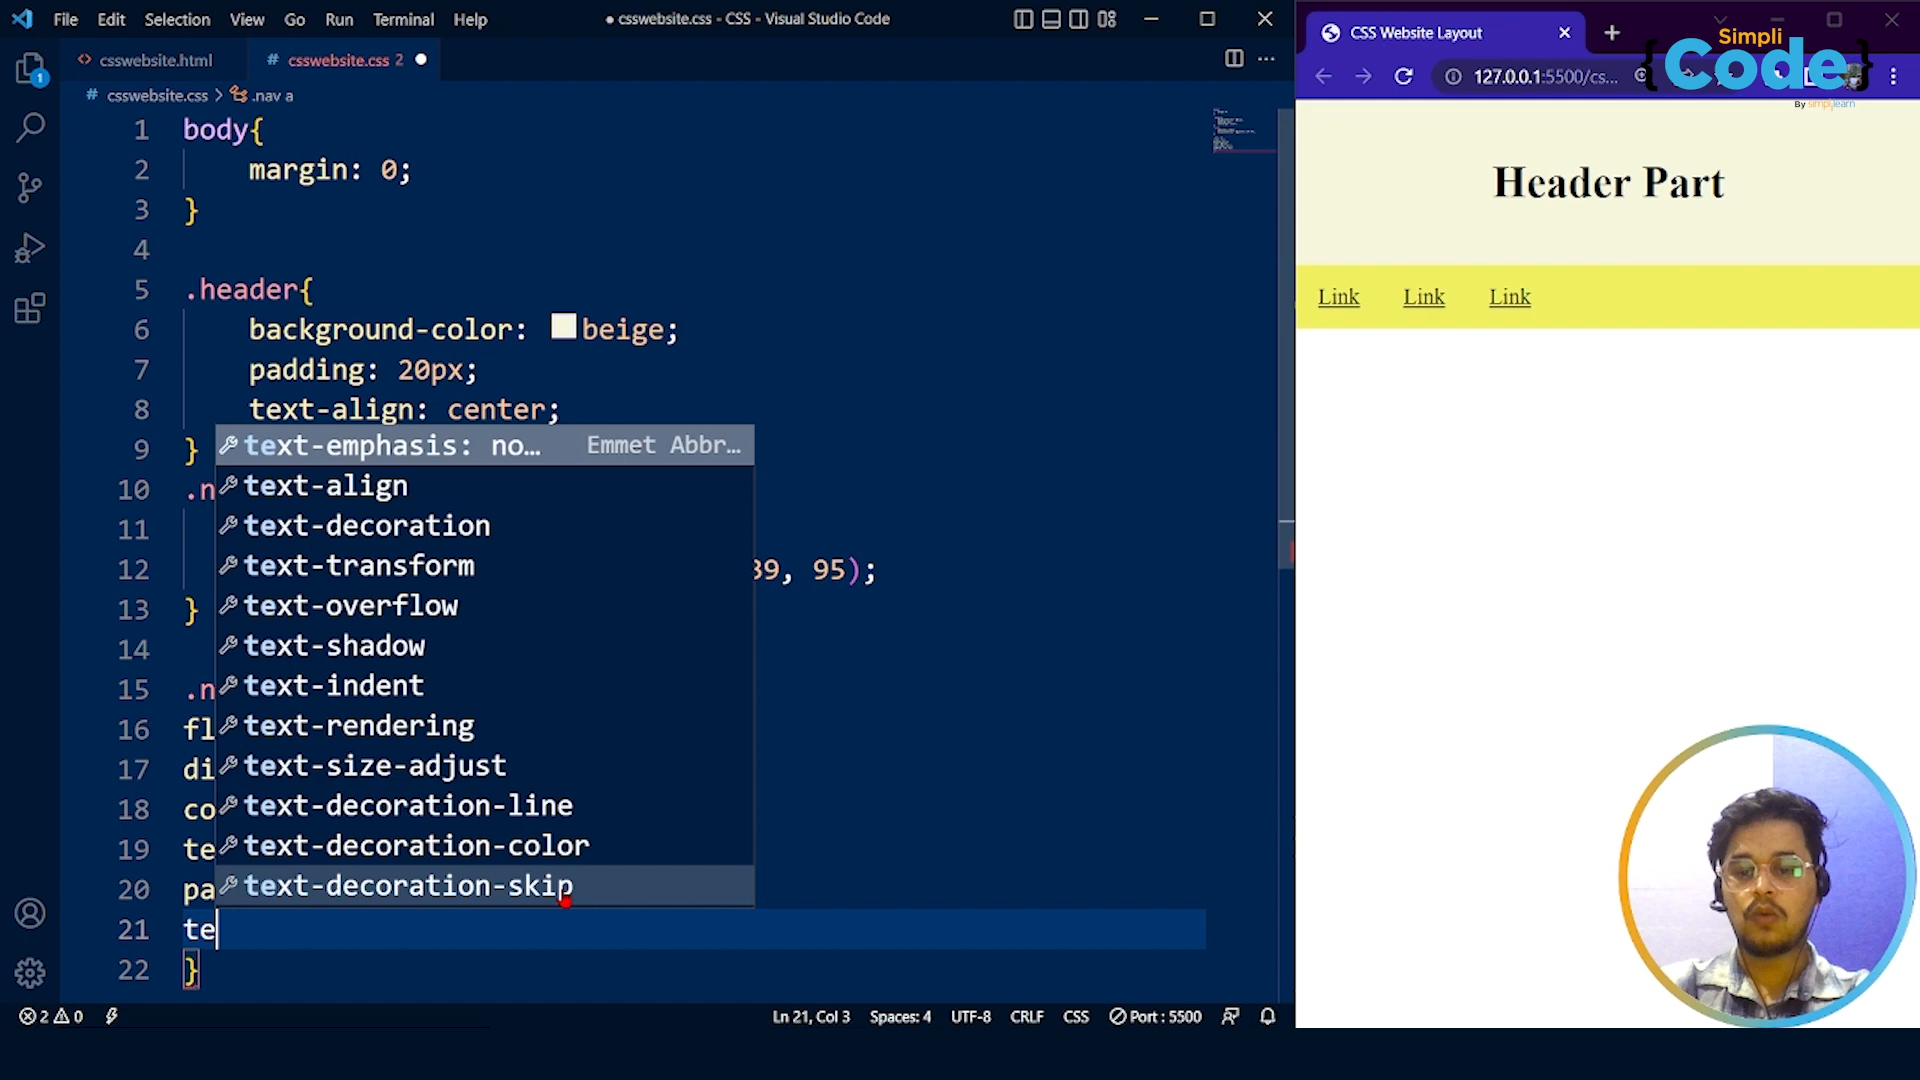 File Edit Selection View Go Run Terminal Help
● csswebsite.css - CSS - Visual Studio Code
<> csswebsite.html
# csswebsite.css 2 ●
# csswebsite.css > .nav a
1 body{
2 margin: 0;
3 }
4
5 .header{
6 background-color: beige;
7 padding: 20px;
8 text-align: center;
9 }
10 .n
11
12 39, 95);
13 }
14
15 .n
16 fl
17 di
18 co
19 te
20 pa
21 te
22 }
text-emphasis: no… Emmet Abbr…
text-align
text-decoration
text-transform
text-overflow
text-shadow
text-indent
text-rendering
text-size-adjust
text-decoration-line
text-decoration-color
text-decoration-skip
1
2 0
Ln 21, Col 3 Spaces: 4 UTF-8 CRLF CSS Port : 5500
CSS Website Layout
127.0.0.1:5500/cs...
Simpli
{Code}
By simplilearn
Header Part
Link Link Link